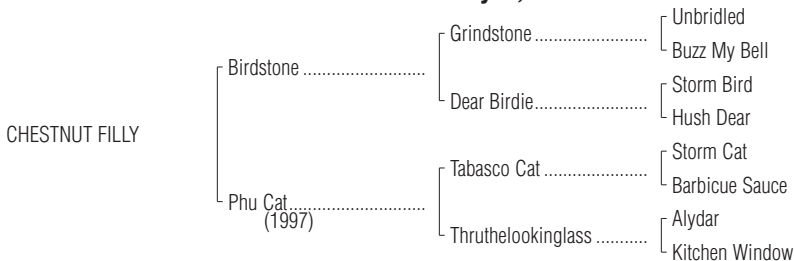 Unbridled
Grindstone
Buzz My Bell
Birdstone
Storm Bird
Dear Birdie
Hush Dear
CHESTNUT FILLY
Storm Cat
Tabasco Cat
Barbicue Sauce
Phu Cat
(1997)
Alydar
Thruthelookinglass
Kitchen Window